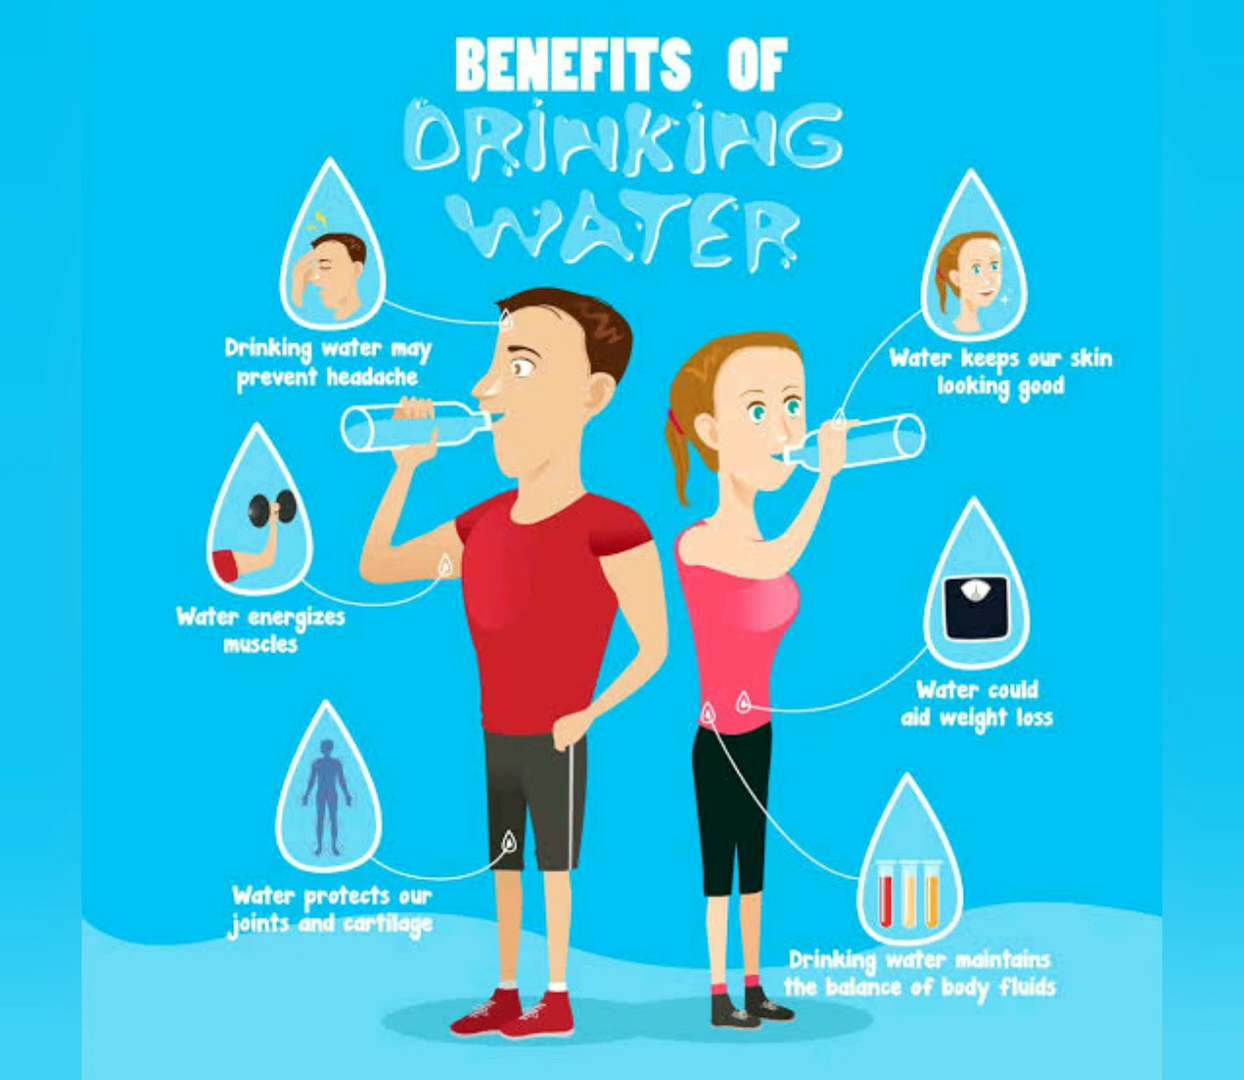 BENEFITS OF
DRINKING
WATER
Drinking water may
prevent headache
Water keeps our skin
looking good
Water energizes
muscles
Water could
aid weight loss
Water protects our
joints and cartilage
Drinking water maintains
the balance of body fluids